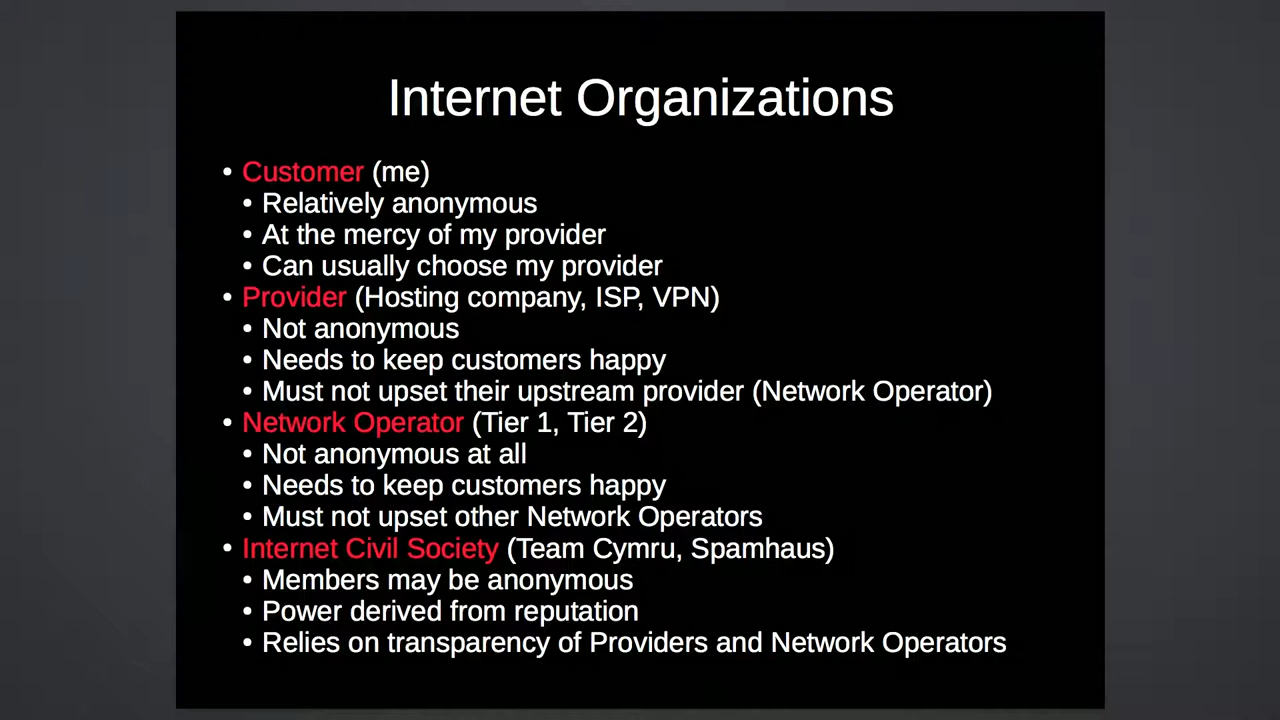 Internet Organizations
• Customer (me)
• Relatively anonymous
• At the mercy of my provider
• Can usually choose my provider
• Provider (Hosting company, ISP, VPN)
• Not anonymous
• Needs to keep customers happy
• Must not upset their upstream provider (Network Operator)
• Network Operator (Tier 1, Tier 2)
• Not anonymous at all
• Needs to keep customers happy
• Must not upset other Network Operators
• Internet Civil Society (Team Cymru, Spamhaus)
• Members may be anonymous
• Power derived from reputation
• Relies on transparency of Providers and Network Operators